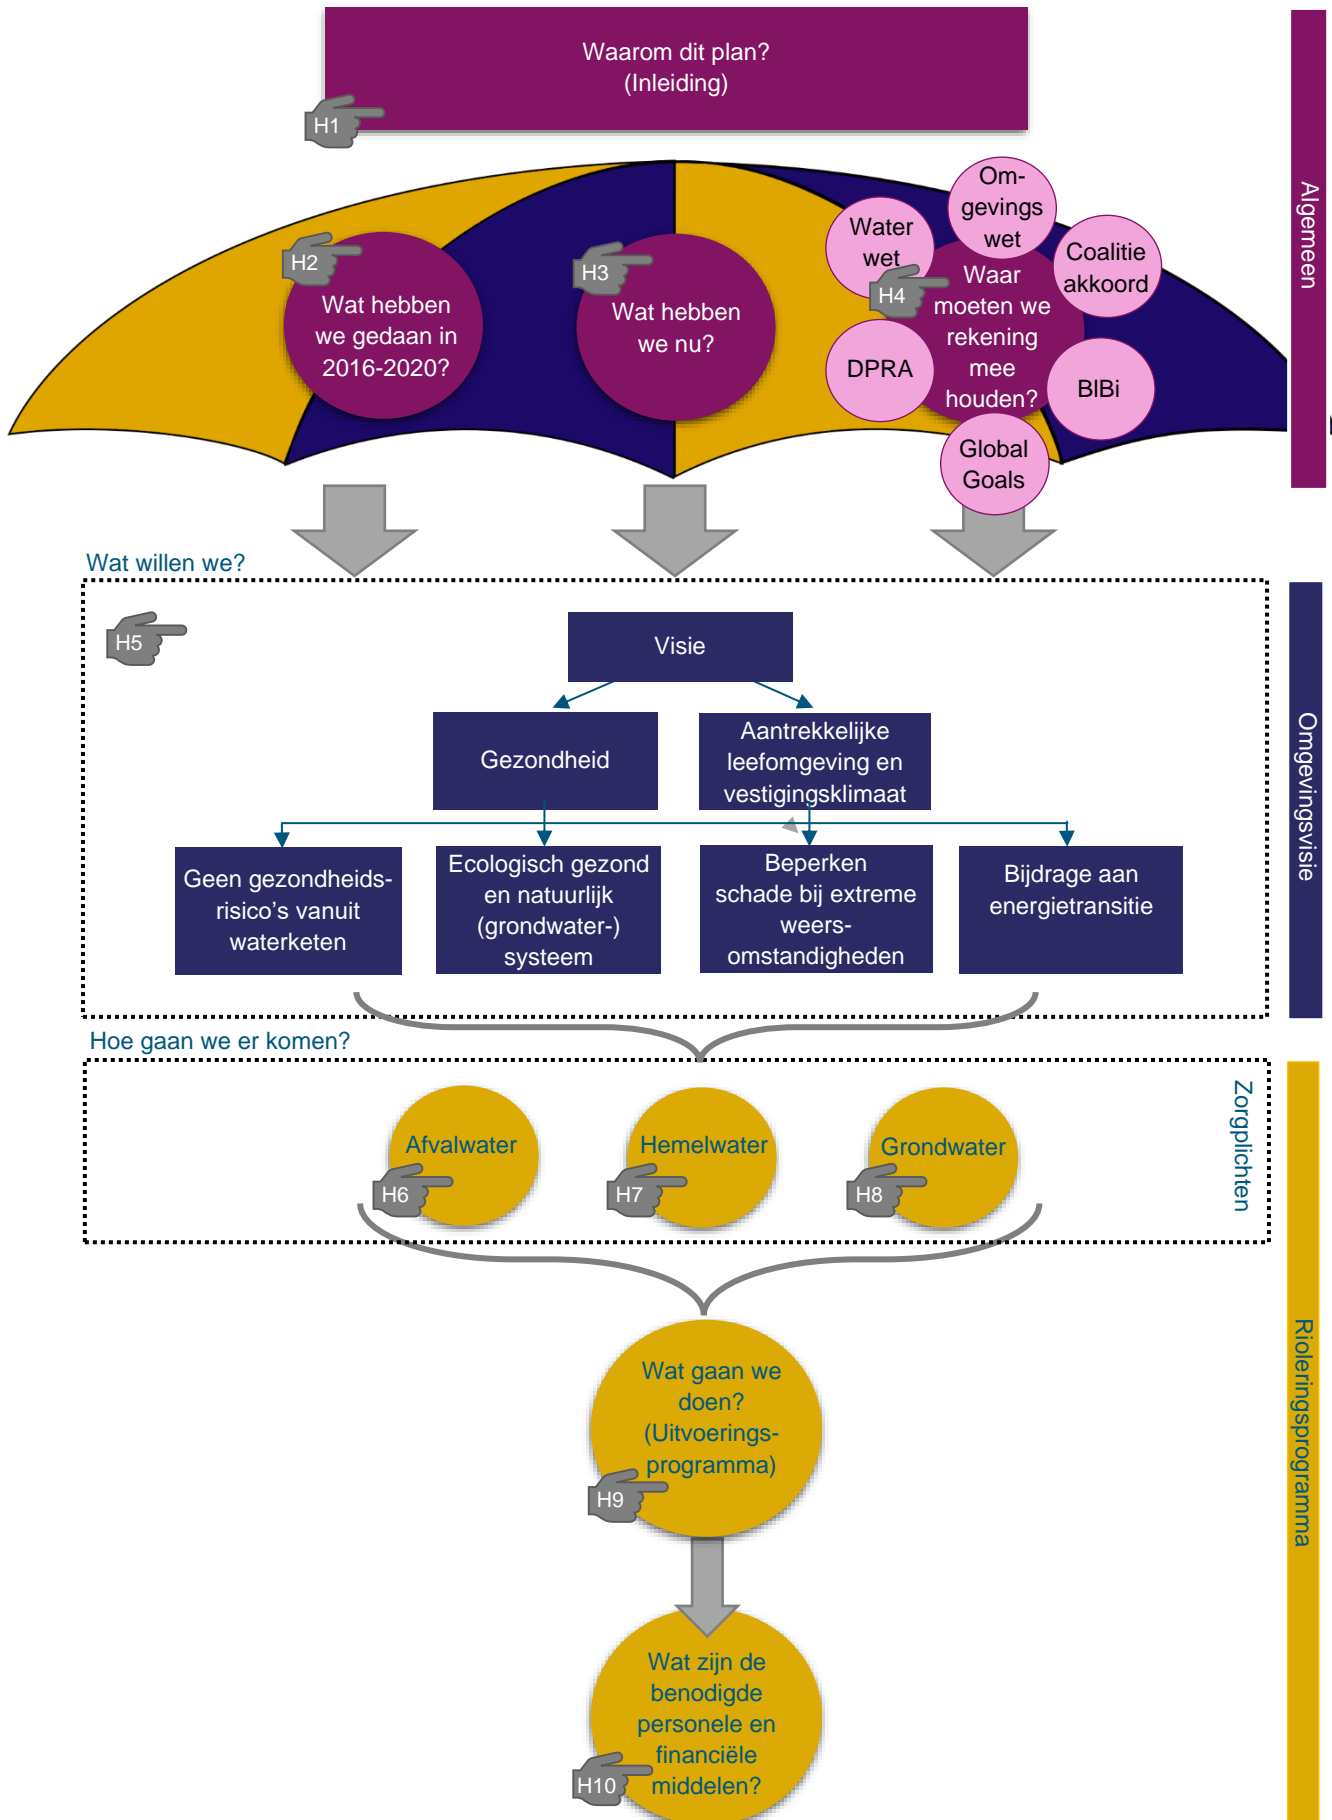 Waarom dit plan?
(Inleiding)
H1
Algemeen
H2
Wat hebben
we gedaan in
2016-2020?
H3
Wat hebben
we nu?
H4
Waar
moeten we
rekening
mee
houden?
Water
wet
Om-
gevings
wet
Coalitie
akkoord
DPRA
BIBi
Global
Goals
Wat willen we?
H5
Visie
Gezondheid
Aantrekkelijke
leefomgeving en
vestigingsklimaat
Geen gezondheids-
risico's vanuit
waterketen
Ecologisch gezond
en natuurlijk
(grondwater-)
systeem
Beperken
schade bij extreme
weers-
omstandigheden
Bijdrage aan
energietransitie
Omgevingsvisie
Hoe gaan we er komen?
Afvalwater
H6
Hemelwater
H7
Grondwater
H8
Zorgplichten
Wat gaan we
doen?
(Uitvoerings-
programma)
H9
Rioleringsprogramma
Wat zijn de
benodigde
personele en
financiële
middelen?
H10